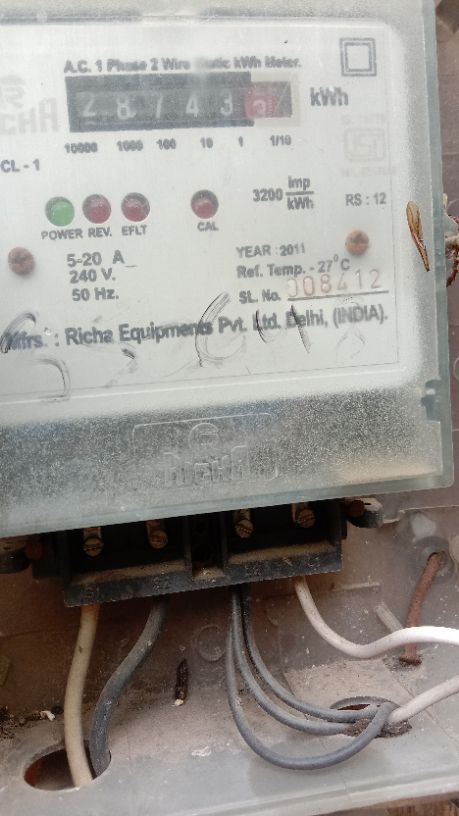 A.C. 1 Phase 2 Wire Static kWh Meter.
2 8 7 4 3 kWh
10000 1000 100 10 1 1/10
CL - 1
3200 imp/kWh RS : 12
POWER REV. EFLT CAL
5-20 A
240 V.
50 Hz.
YEAR : 2011
Ref. Temp. - 27°C
SL. No. 008412
Mfrs. : Richa Equipments Pvt. Ltd. Delhi, (INDIA).